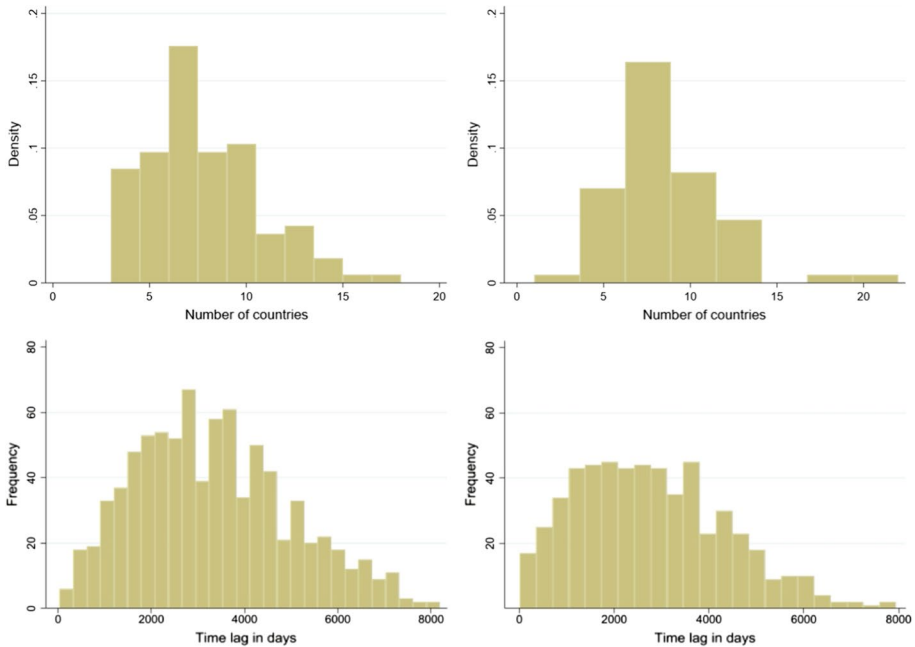 .2
.15
.1
.05
0
Density
0 5 10 15 20
Number of countries
.2
.15
.1
.05
0
Density
0 5 10 15 20
Number of countries
80
60
40
20
0
Frequency
0 2000 4000 6000 8000
Time lag in days
80
60
40
20
Frequency
0 2000 4000 6000 8000
Time lag in days